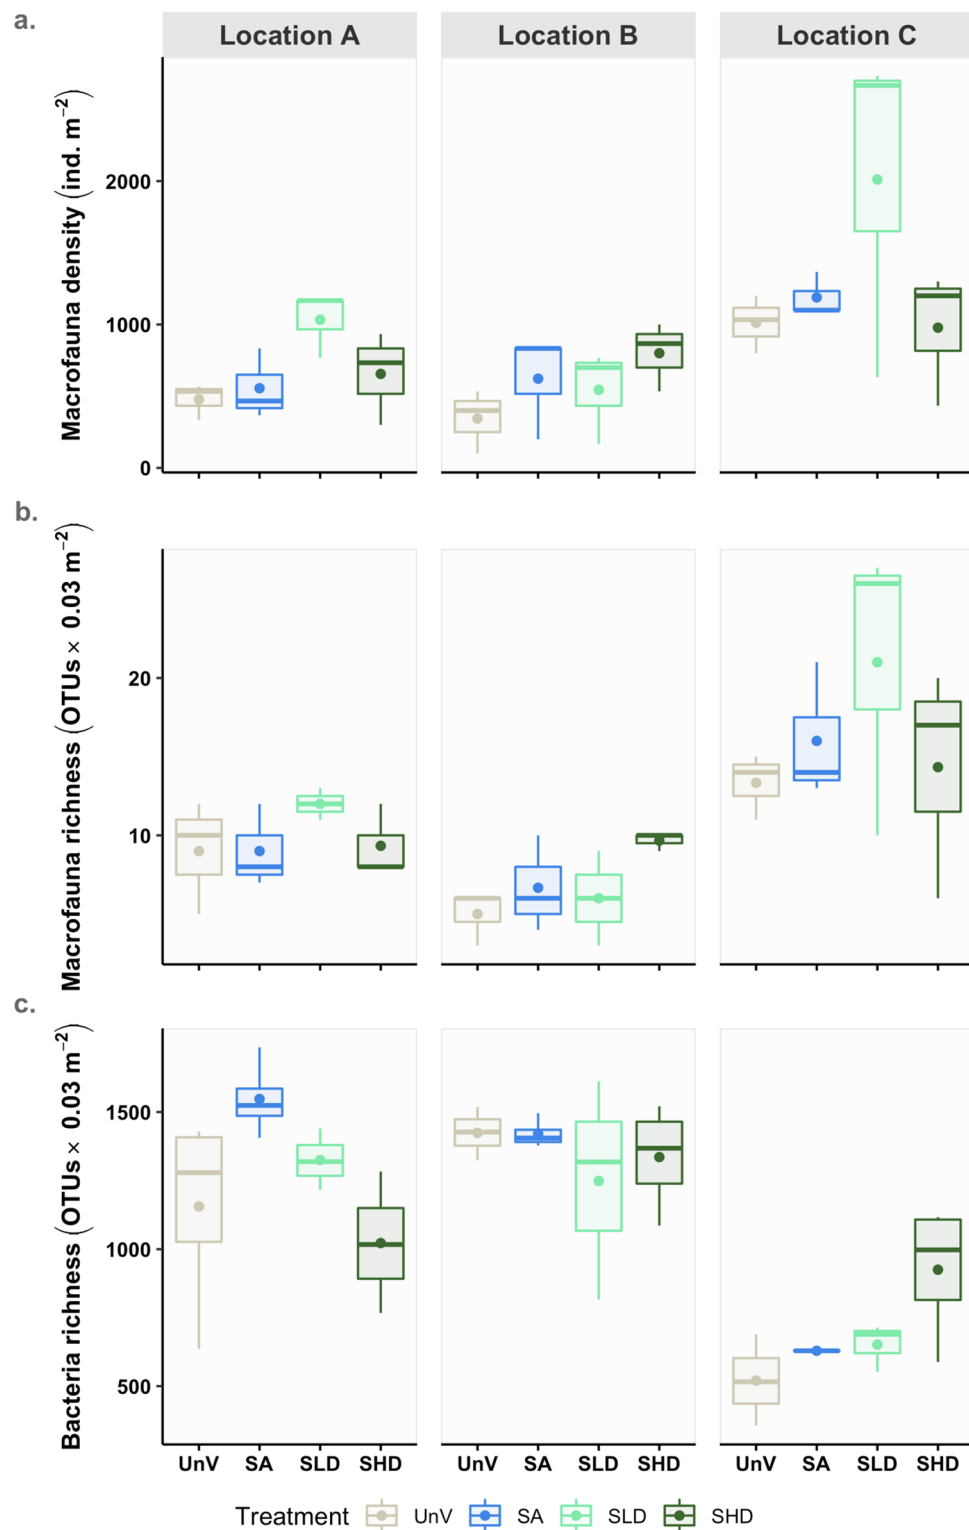 a.
Location A Location B Location C
Macrofauna density (ind. m⁻²)
2000
1000
0
b.
Macrofauna richness (OTUs × 0.03 m⁻²)
20
10
c.
Bacteria richness (OTUs × 0.03 m⁻²)
1500
1000
500
UnV SA SLD SHD UnV SA SLD SHD UnV SA SLD SHD
Treatment UnV SA SLD SHD